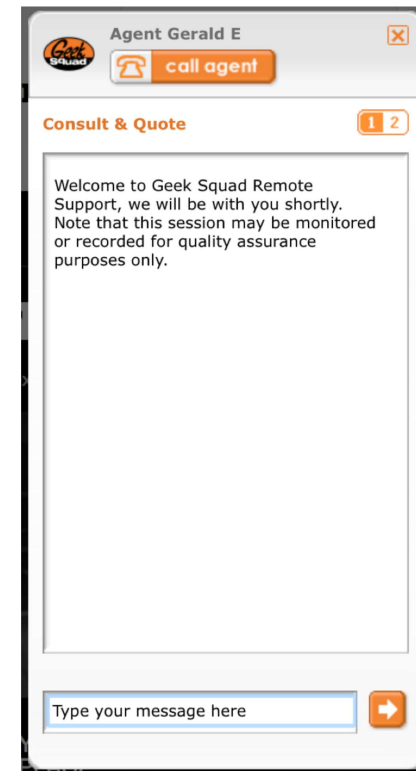 Geek
SQuaD
Agent Gerald E
call agent
Consult & Quote
1 2
Welcome to Geek Squad Remote
Support, we will be with you shortly.
Note that this session may be monitored
or recorded for quality assurance
purposes only.
Type your message here